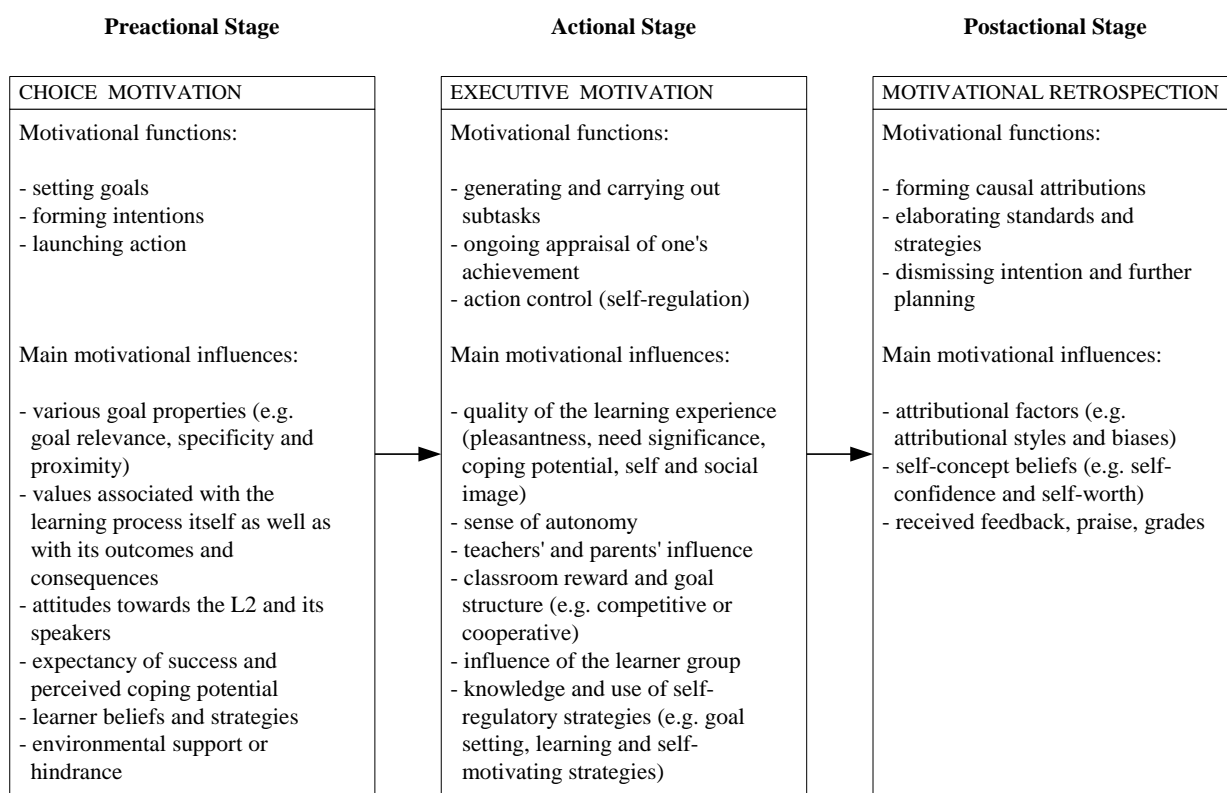 Preactional Stage
Actional Stage
Postactional Stage
CHOICE MOTIVATION
Motivational functions:
- setting goals
- forming intentions
- launching action
Main motivational influences:
- various goal properties (e.g.
goal relevance, specificity and
proximity)
- values associated with the
learning process itself as well as
with its outcomes and
consequences
- attitudes towards the L2 and its
speakers
- expectancy of success and
perceived coping potential
- learner beliefs and strategies
- environmental support or
hindrance
EXECUTIVE MOTIVATION
Motivational functions:
- generating and carrying out
subtasks
- ongoing appraisal of one's
achievement
- action control (self-regulation)
Main motivational influences:
- quality of the learning experience
(pleasantness, need significance,
coping potential, self and social
image)
- sense of autonomy
- teachers' and parents' influence
- classroom reward and goal
structure (e.g. competitive or
cooperative)
- influence of the learner group
- knowledge and use of self-
regulatory strategies (e.g. goal
setting, learning and self-
motivating strategies)
MOTIVATIONAL RETROSPECTION
Motivational functions:
- forming causal attributions
- elaborating standards and
strategies
- dismissing intention and further
planning
Main motivational influences:
- attributional factors (e.g.
attributional styles and biases)
- self-concept beliefs (e.g. self-
confidence and self-worth)
- received feedback, praise, grades